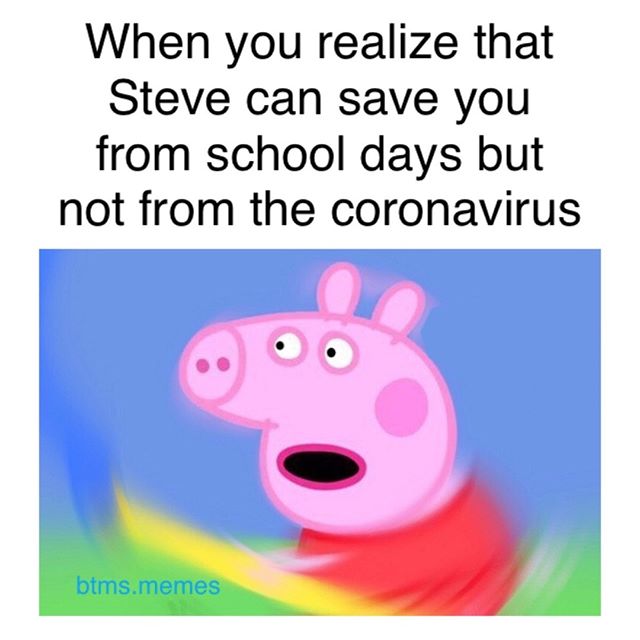 When you realize that
Steve can save you
from school days but
not from the coronavirus
btms.memes